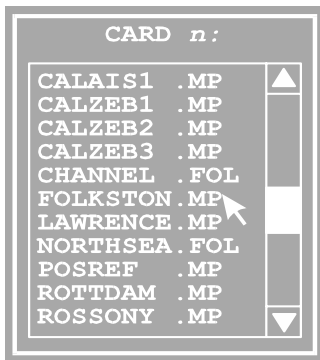 CARD n:
CALAIS1 .MP
CALZEB1 .MP
CALZEB2 .MP
CALZEB3 .MP
CHANNEL .FOL
FOLKSTON.MP
LAWRENCE.MP
NORTHSEA.FOL
POSREF .MP
ROTTDAM .MP
ROSSONY .MP